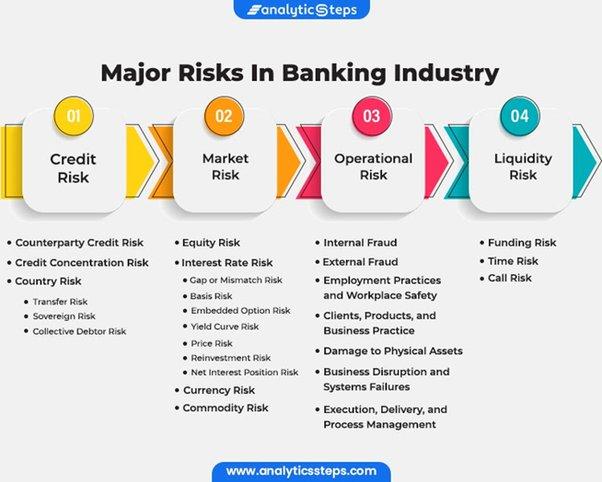 analyticSteps
Major Risks In Banking Industry
01
Credit
Risk
• Counterparty Credit Risk
• Credit Concentration Risk
• Country Risk
• Transfer Risk
• Sovereign Risk
• Collective Debtor Risk
02
Market
Risk
• Equity Risk
• Interest Rate Risk
• Gap or Mismatch Risk
• Basis Risk
• Embedded Option Risk
• Yield Curve Risk
• Price Risk
• Reinvestment Risk
• Net Interest Position Risk
• Currency Risk
• Commodity Risk
03
Operational
Risk
• Internal Fraud
• External Fraud
• Employment Practices
and Workplace Safety
• Clients, Products, and
Business Practice
• Damage to Physical Assets
• Business Disruption and
Systems Failures
• Execution, Delivery, and
Process Management
04
Liquidity
Risk
• Funding Risk
• Time Risk
• Call Risk
www.analyticssteps.com